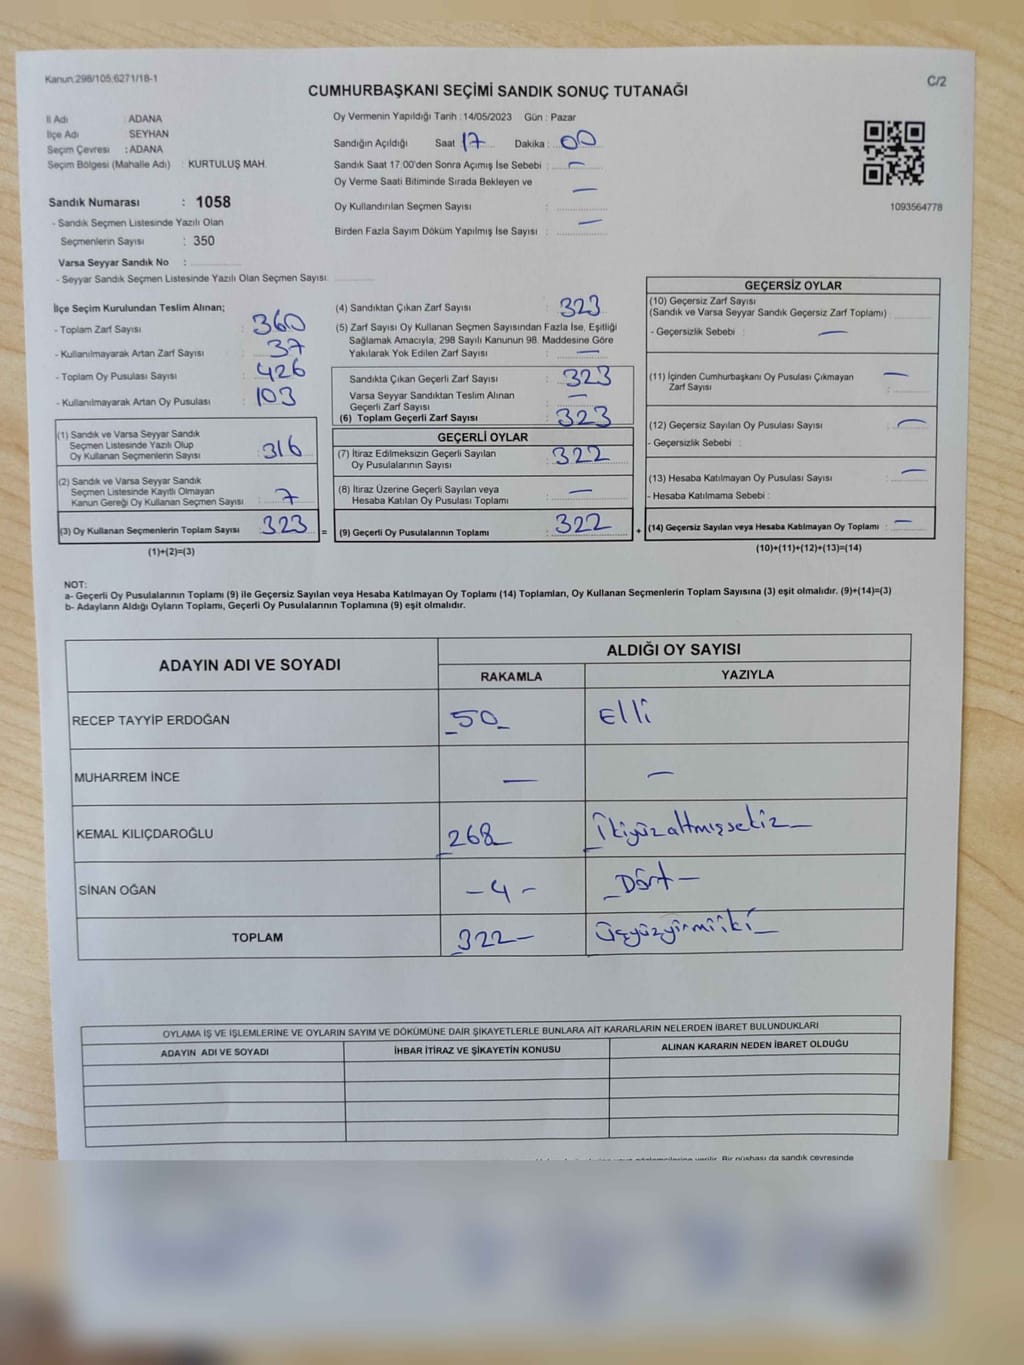 Kanun:298/105,6271/18-1
C/2
CUMHURBAŞKANI SEÇİMİ SANDIK SONUÇ TUTANAĞI
İl Adı : ADANA
İlçe Adı : SEYHAN
Seçim Çevresi : ADANA
Seçim Bölgesi (Mahalle Adı) : KURTULUŞ MAH.
Sandık Numarası : 1058
- Sandık Seçmen Listesinde Yazılı Olan
Seçmenlerin Sayısı : 350
Varsa Seyyar Sandık No :
- Seyyar Sandık Seçmen Listesinde Yazılı Olan Seçmen Sayısı:
Oy Vermenin Yapıldığı Tarih : 14/05/2023 Gün : Pazar
Sandığın Açıldığı Saat 17 Dakika : 00
Sandık Saat 17:00'den Sonra Açımış İse Sebebi : —
Oy Verme Saati Bitiminde Sırada Bekleyen ve —
Oy Kullandırılan Seçmen Sayısı :
Birden Fazla Sayım Döküm Yapılmış İse Sayısı : —
1093564778
İlçe Seçim Kurulundan Teslim Alınan;
- Toplam Zarf Sayısı : 360
- Kullanılmayarak Artan Zarf Sayısı : 37
- Toplam Oy Pusulası Sayısı : 426
- Kullanılmayarak Artan Oy Pusulası : 103
(1) Sandık ve Varsa Seyyar Sandık
Seçmen Listesinde Yazılı Olup
Oy Kullanan Seçmenlerin Sayısı : 316
(2) Sandık ve Varsa Seyyar Sandık
Seçmen Listesinde Kayıtlı Olmayan
Kanun Gereği Oy Kullanan Seçmen Sayısı : 7
(3) Oy Kullanan Seçmenlerin Toplam Sayısı 323 =
(1)+(2)=(3)
(4) Sandıktan Çıkan Zarf Sayısı : 323
(5) Zarf Sayısı Oy Kullanan Seçmen Sayısından Fazla İse, Eşitliği
Sağlamak Amacıyla, 298 Sayılı Kanunun 98. Maddesine Göre
Yakılarak Yok Edilen Zarf Sayısı : —
Sandıkta Çıkan Geçerli Zarf Sayısı : 323
Varsa Seyyar Sandıktan Teslim Alınan —
Geçerli Zarf Sayısı :
(6) Toplam Geçerli Zarf Sayısı : 323
GEÇERLİ OYLAR
(7) İtiraz Edilmeksizin Geçerli Sayılan 322
Oy Pusulalarının Sayısı :
(8) İtiraz Üzerine Geçerli Sayılan veya —
Hesaba Katılan Oy Pusulası Toplamı :
(9) Geçerli Oy Pusulalarının Toplamı : 322 +
GEÇERSİZ OYLAR
(10) Geçersiz Zarf Sayısı
(Sandık ve Varsa Seyyar Sandık Geçersiz Zarf Toplamı)
- Geçersizlik Sebebi : —
(11) İçinden Cumhurbaşkanı Oy Pusulası Çıkmayan —
Zarf Sayısı :
(12) Geçersiz Sayılan Oy Pusulası Sayısı : —
- Geçersizlik Sebebi :
(13) Hesaba Katılmayan Oy Pusulası Sayısı : —
- Hesaba Katılmama Sebebi :
(14) Geçersiz Sayılan veya Hesaba Katılmayan Oy Toplamı : —
(10)+(11)+(12)+(13)=(14)
NOT:
a- Geçerli Oy Pusulalarının Toplamı (9) ile Geçersiz Sayılan veya Hesaba Katılmayan Oy Toplamı (14) Toplamları, Oy Kullanan Seçmenlerin Toplam Sayısına (3) eşit olmalıdır. (9)+(14)=(3)
b- Adayların Aldığı Oyların Toplamı, Geçerli Oy Pusulalarının Toplamına (9) eşit olmalıdır.
ADAYIN ADI VE SOYADI
ALDIĞI OY SAYISI
RAKAMLA YAZIYLA
RECEP TAYYİP ERDOĞAN _50_ Elli
MUHARREM İNCE — —
KEMAL KILIÇDAROĞLU _268_ _İkiyüzaltmışsekiz_
SİNAN OĞAN -4- _Dört—
TOPLAM _322— Üçyüzyirmiiki_
OYLAMA İŞ VE İŞLEMLERİNE VE OYLARIN SAYIM VE DÖKÜMÜNE DAİR ŞİKAYETLERLE BUNLARA AİT KARARLARIN NELERDEN İBARET BULUNDUKLARI
ADAYIN ADI VE SOYADI İHBAR İTİRAZ VE ŞİKAYETİN KONUSU ALINAN KARARIN NEDEN İBARET OLDUĞU
verilir. Bir nüshası da sandık çevresinde